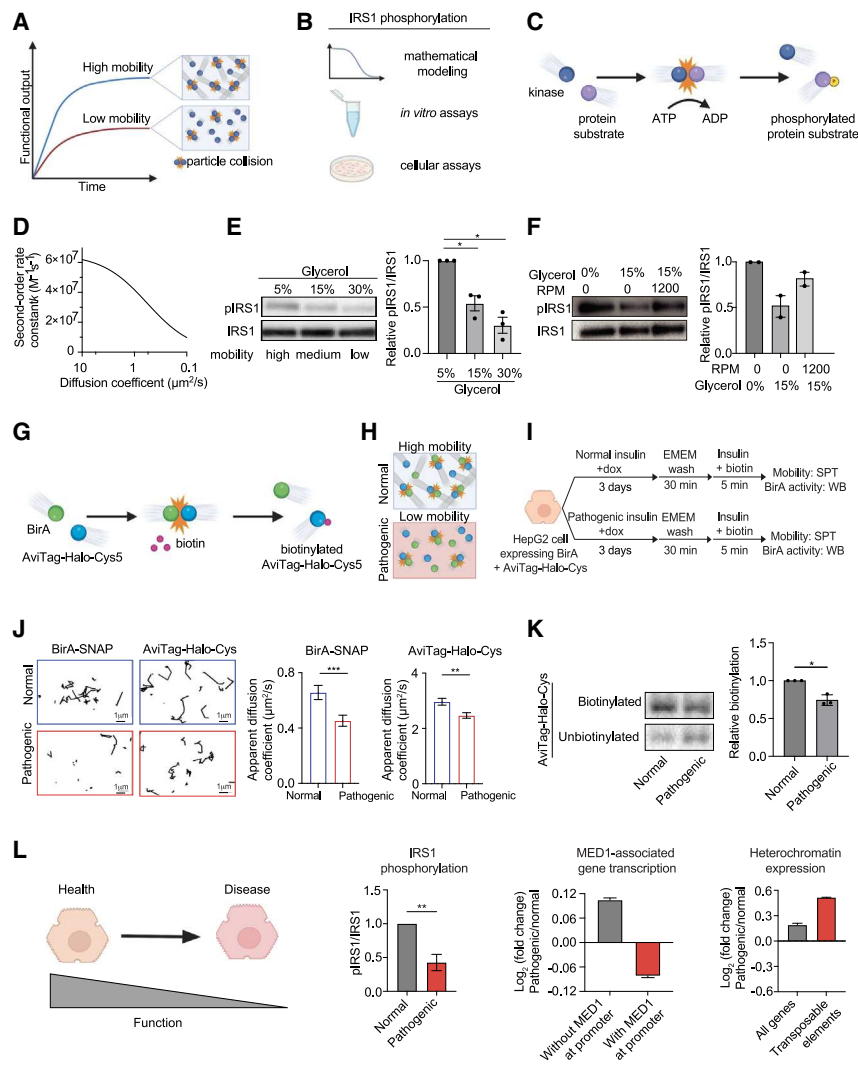 A
Functional output
High mobility
Low mobility
particle collision
Time
B
IRS1 phosphorylation
mathematical
modeling
in vitro assays
cellular assays
C
kinase
protein
substrate
ATP
ADP
P
phosphorylated
protein substrate
D
Second-order rate
constantk (M⁻¹s⁻¹)
6×10⁷
4×10⁷
2×10⁷
0
10
1
0.1
Diffusion coefficent (μm²/s)
E
Glycerol
5% 15% 30%
pIRS1
IRS1
mobility high medium low
Relative pIRS1/IRS1
1.0
0.5
0.0
*
*
5% 15% 30%
Glycerol
F
Glycerol 0% 15% 15%
RPM 0 0 1200
pIRS1
IRS1
Relative pIRS1/IRS1
1.0
0.5
0.0
RPM 0 0 1200
Glycerol 0% 15% 15%
G
BirA
AviTag-Halo-Cys5
biotin
biotinylated
AviTag-Halo-Cys5
H
High mobility
Normal
Low mobility
Pathogenic
I
HepG2 cell
expressing BirA
+ AviTag-Halo-Cys
Normal insulin
+dox
3 days
EMEM
wash
30 min
Insulin
+ biotin
5 min
Mobility: SPT
BirA activity: WB
Pathogenic insulin
+dox
3 days
EMEM
wash
30 min
Insulin
+ biotin
5 min
Mobility: SPT
BirA activity: WB
J
BirA-SNAP AviTag-Halo-Cys
Normal
1μm
1μm
Pathogenic
1μm
1μm
BirA-SNAP
Apparent diffusion
coefficient (μm²/s)
0.8
0.4
0.0
***
Normal Pathogenic
AviTag-Halo-Cys
Apparent diffusion
coefficient (μm²/s)
4
2
0
**
Normal Pathogenic
K
AviTag-Halo-Cys
Biotinylated
Unbiotinylated
Normal
Pathogenic
Relative biotinylation
1.0
0.5
0.0
*
Normal
Pathogenic
L
Health
Disease
Function
IRS1
phosphorylation
pIRS1/IRS1
1.0
0.5
0.0
**
Normal
Pathogenic
MED1-associated
gene transcription
Log₂ (fold change)
Pathogenic/normal
0.12
0.06
0.00
-0.06
-0.12
Without MED1
at promoter
With MED1
at promoter
Heterochromatin
expression
Log₂ (fold change)
Pathogenic/normal
0.6
0.3
0.0
-0.3
-0.6
All genes
Transposable
elements